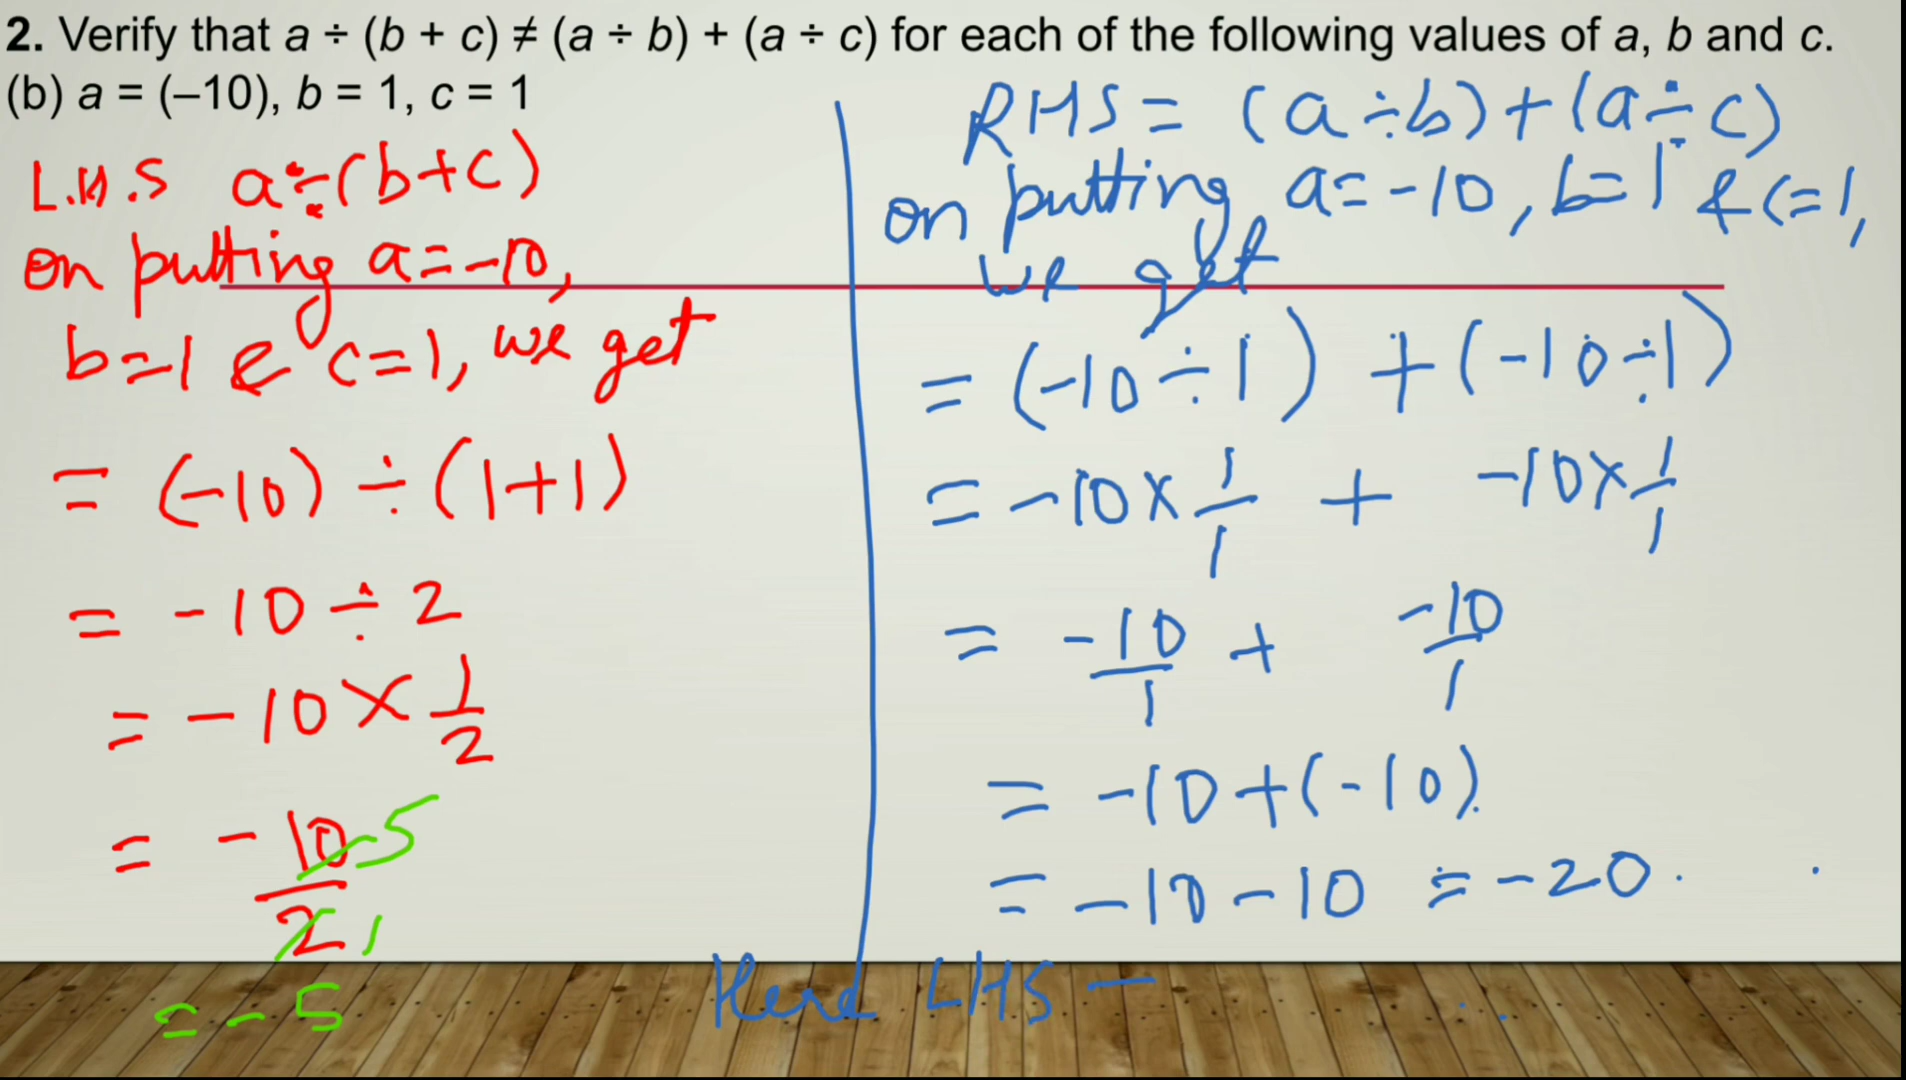 2. Verify that a ÷ (b + c) ≠ (a ÷ b) + (a ÷ c) for each of the following values of a, b and c.
(b) a = (–10), b = 1, c = 1
L.H.S a÷(b+c)
on putting a=-10,
b=1 & c=1, we get
= (-10) ÷ (1+1)
= -10 ÷ 2
= -10 × 1/2
= -10/2 -5 1
= -5
RHS = (a÷b)+(a÷c)
on putting a=-10, b=1 & c=1,
we get
= (-10÷1) + (-10÷1)
= -10×1/1 + -10×1/1
= -10/1 + -10/1
= -10+(-10)
= -10-10 = -20.
LHS —